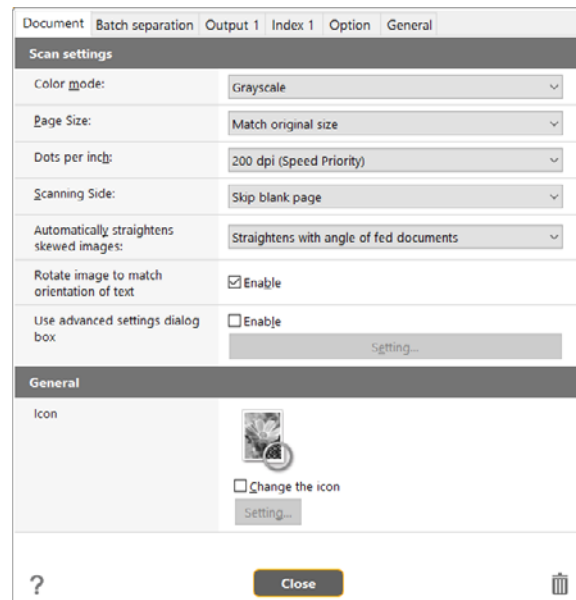 Document Batch separation Output 1 Index 1 Option General
Scan settings
Color mode: Grayscale
Page Size: Match original size
Dots per inch: 200 dpi (Speed Priority)
Scanning Side: Skip blank page
Automatically straightens
skewed images: Straightens with angle of fed documents
Rotate image to match
orientation of text Enable
Use advanced settings dialog
box Enable
Setting...
General
Icon
Change the icon
Setting...
? Close